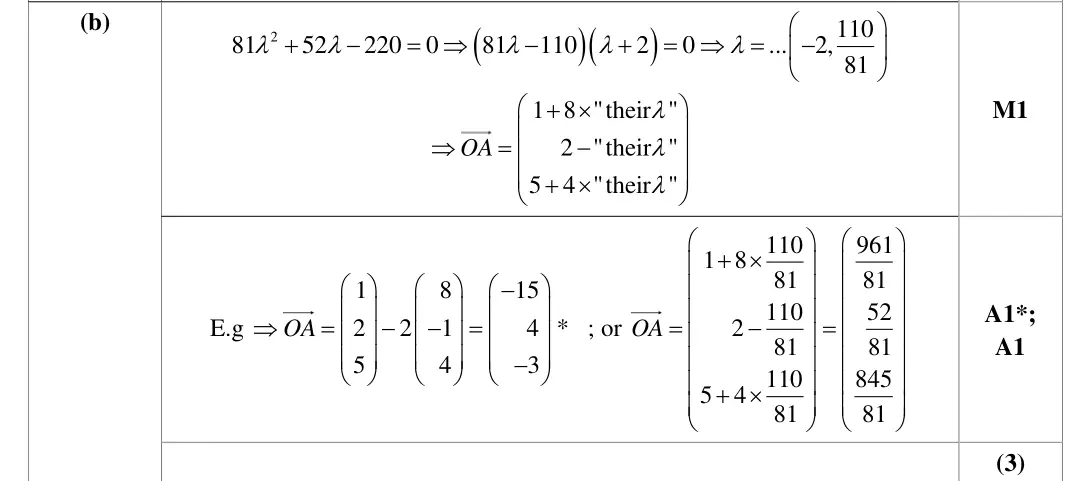 (b)
81λ² + 52λ − 220 = 0 ⇒ (81λ − 110)(λ + 2) = 0 ⇒ λ = ... (−2, 110/81)
⇒ OA⃗ = (1 + 8 × "their λ"
2 − "their λ"
5 + 4 × "their λ")
M1
E.g ⇒ OA⃗ = (1 2 5) − 2(8 −1 4) = (−15 4 −3) * ; or OA⃗ = (1 + 8 × 110/81 2 − 110/81 5 + 4 × 110/81) = (961/81 52/81 845/81)
A1*;
A1
(3)